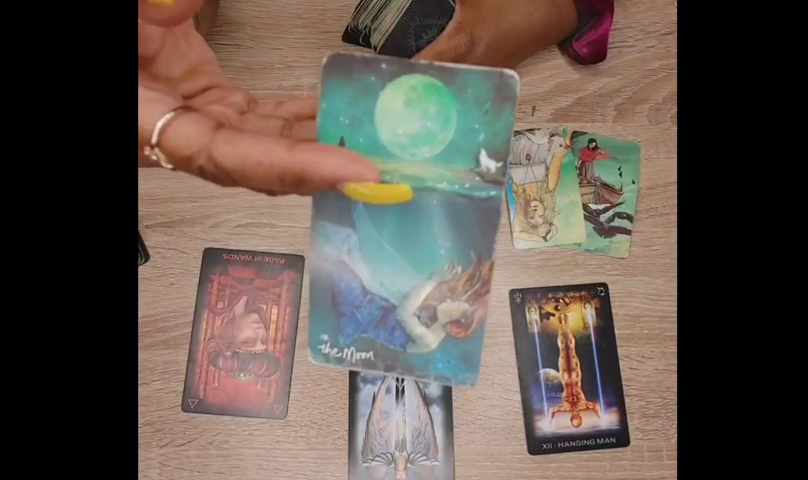 the Moon
PAGE OF WANDS
XII • HANGING MAN